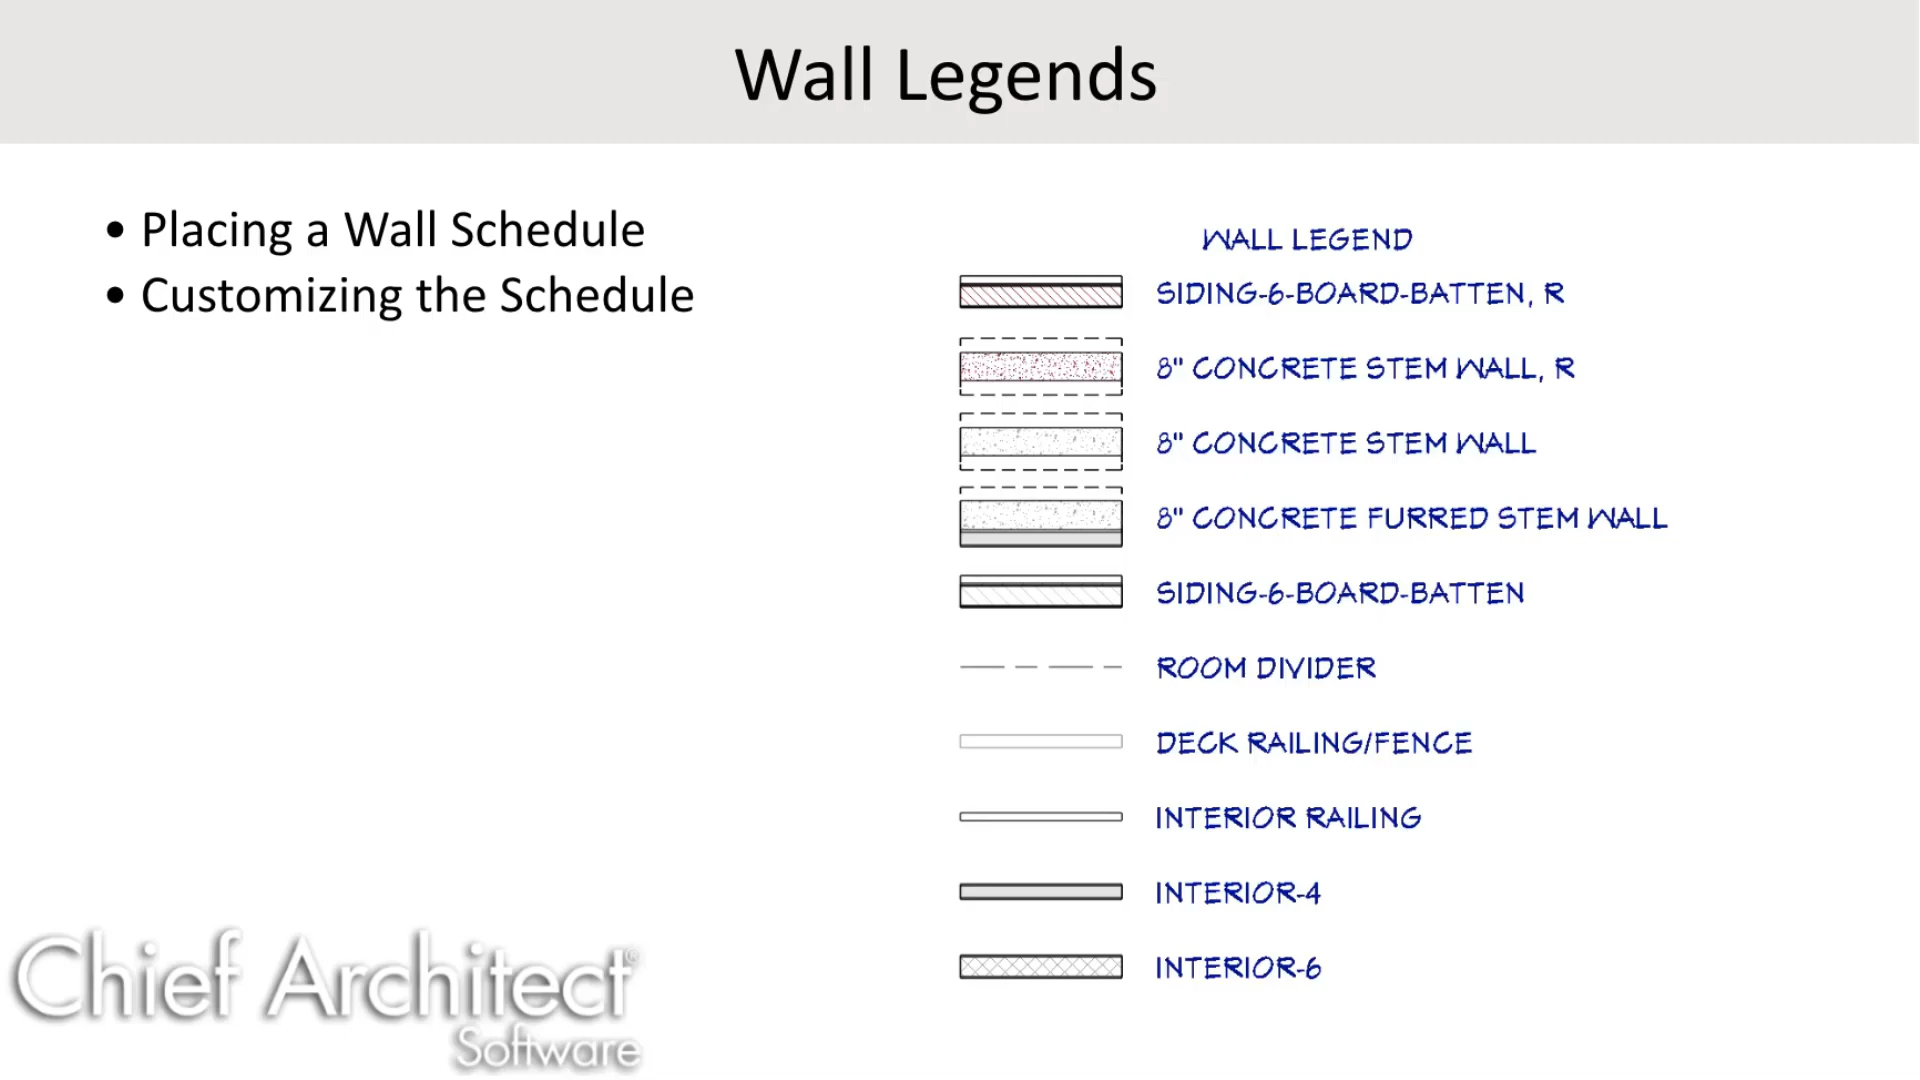 Wall Legends
• Placing a Wall Schedule
• Customizing the Schedule
WALL LEGEND
SIDING-6-BOARD-BATTEN, R
8" CONCRETE STEM WALL, R
8" CONCRETE STEM WALL
8" CONCRETE FURRED STEM WALL
SIDING-6-BOARD-BATTEN
ROOM DIVIDER
DECK RAILING/FENCE
INTERIOR RAILING
INTERIOR-4
INTERIOR-6
Chief Architect®
Software